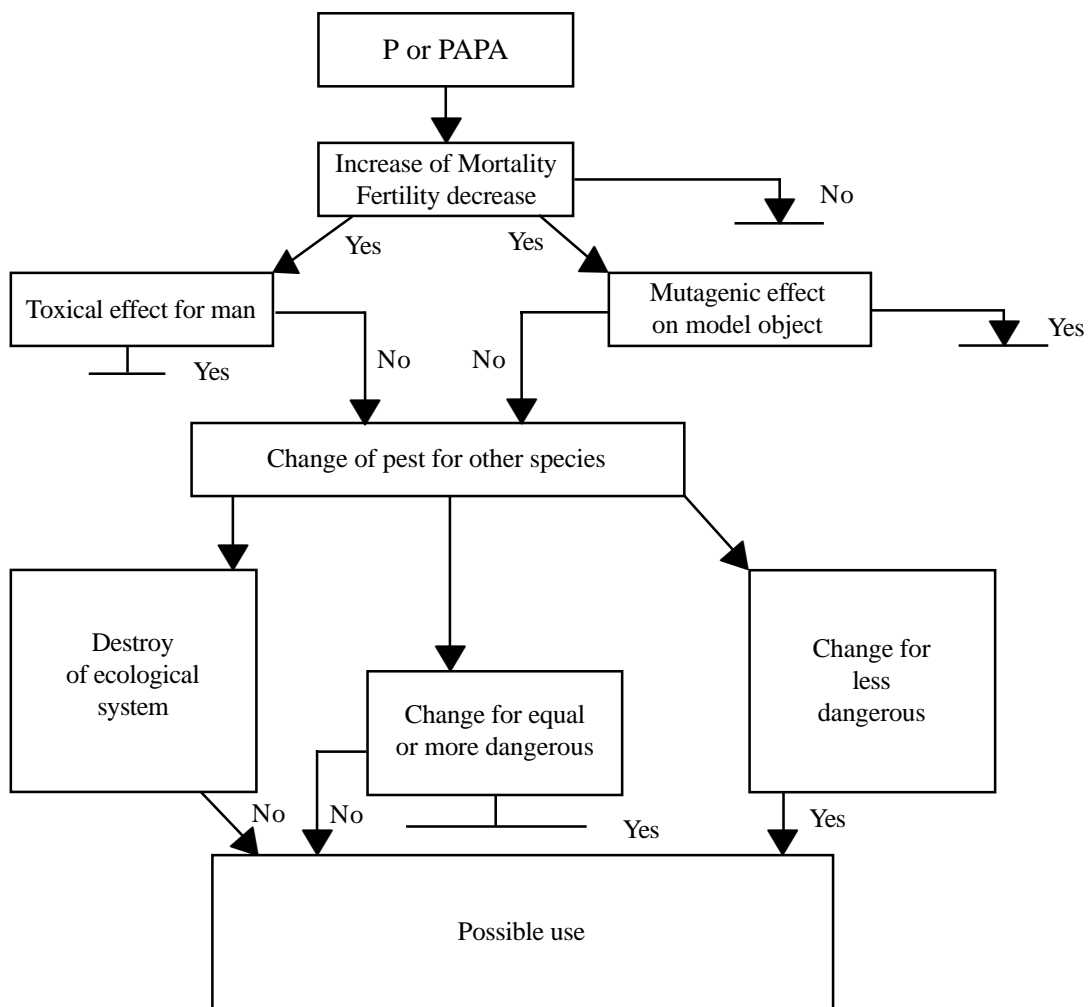 P or PAPA
Increase of Mortality
Fertility decrease
No
Yes
Yes
Toxical effect for man
Mutagenic effect
on model object
Yes
No
No
Yes
Change of pest for other species
Destroy
of ecological
system
Change for equal
or more dangerous
Change for
less
dangerous
No
No
Yes
Yes
Possible use